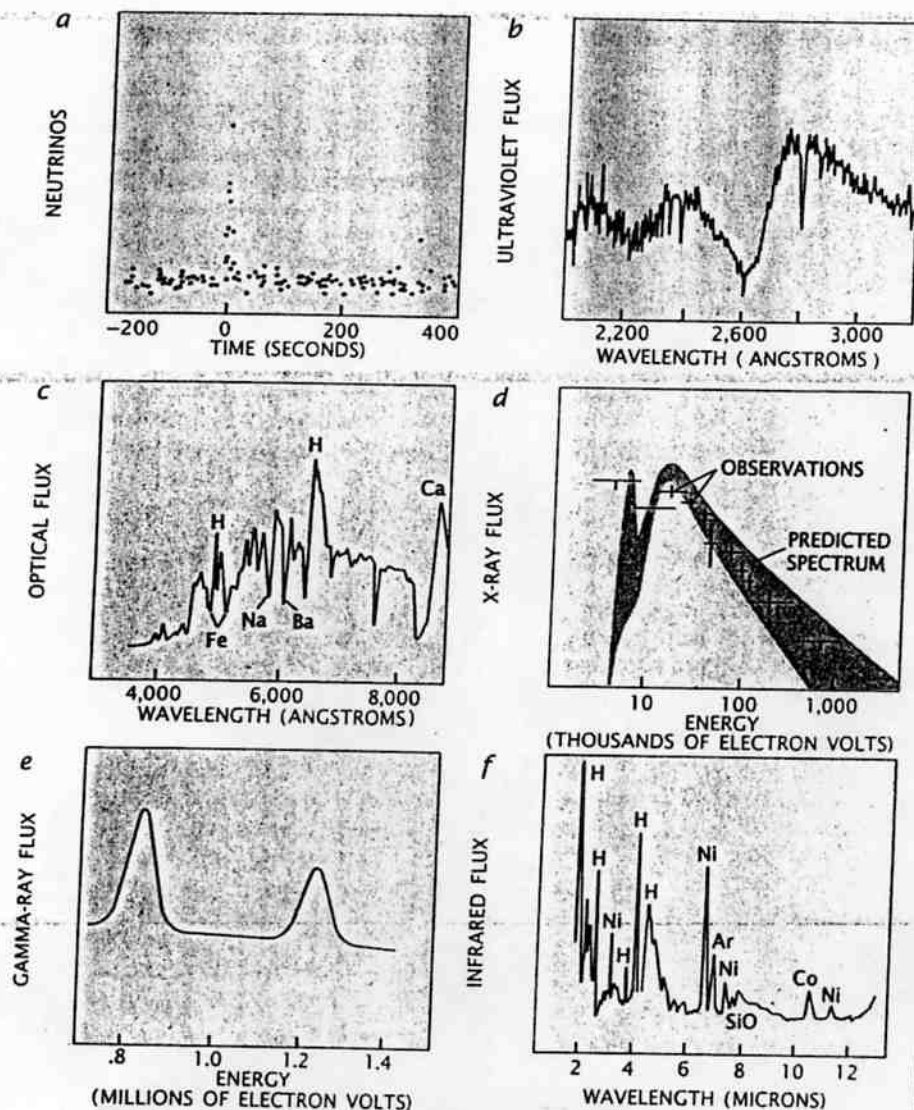 a
NEUTRINOS
−200 0 200 400
TIME (SECONDS)
b
ULTRAVIOLET FLUX
2,200 2,600 3,000
WAVELENGTH (ANGSTROMS)
c
OPTICAL FLUX
H
H
Ca
Fe Na Ba
4,000 6,000 8,000
WAVELENGTH (ANGSTROMS)
d
X-RAY FLUX
OBSERVATIONS
PREDICTED
SPECTRUM
10 100 1,000
ENERGY
(THOUSANDS OF ELECTRON VOLTS)
e
GAMMA-RAY FLUX
.8 1.0 1.2 1.4
ENERGY
(MILLIONS OF ELECTRON VOLTS)
f
INFRARED FLUX
H
H
H
Ni
H
H
Ni
Ar
Ni
SiO
Co
Ni
2 4 6 8 10 12
WAVELENGTH (MICRONS)